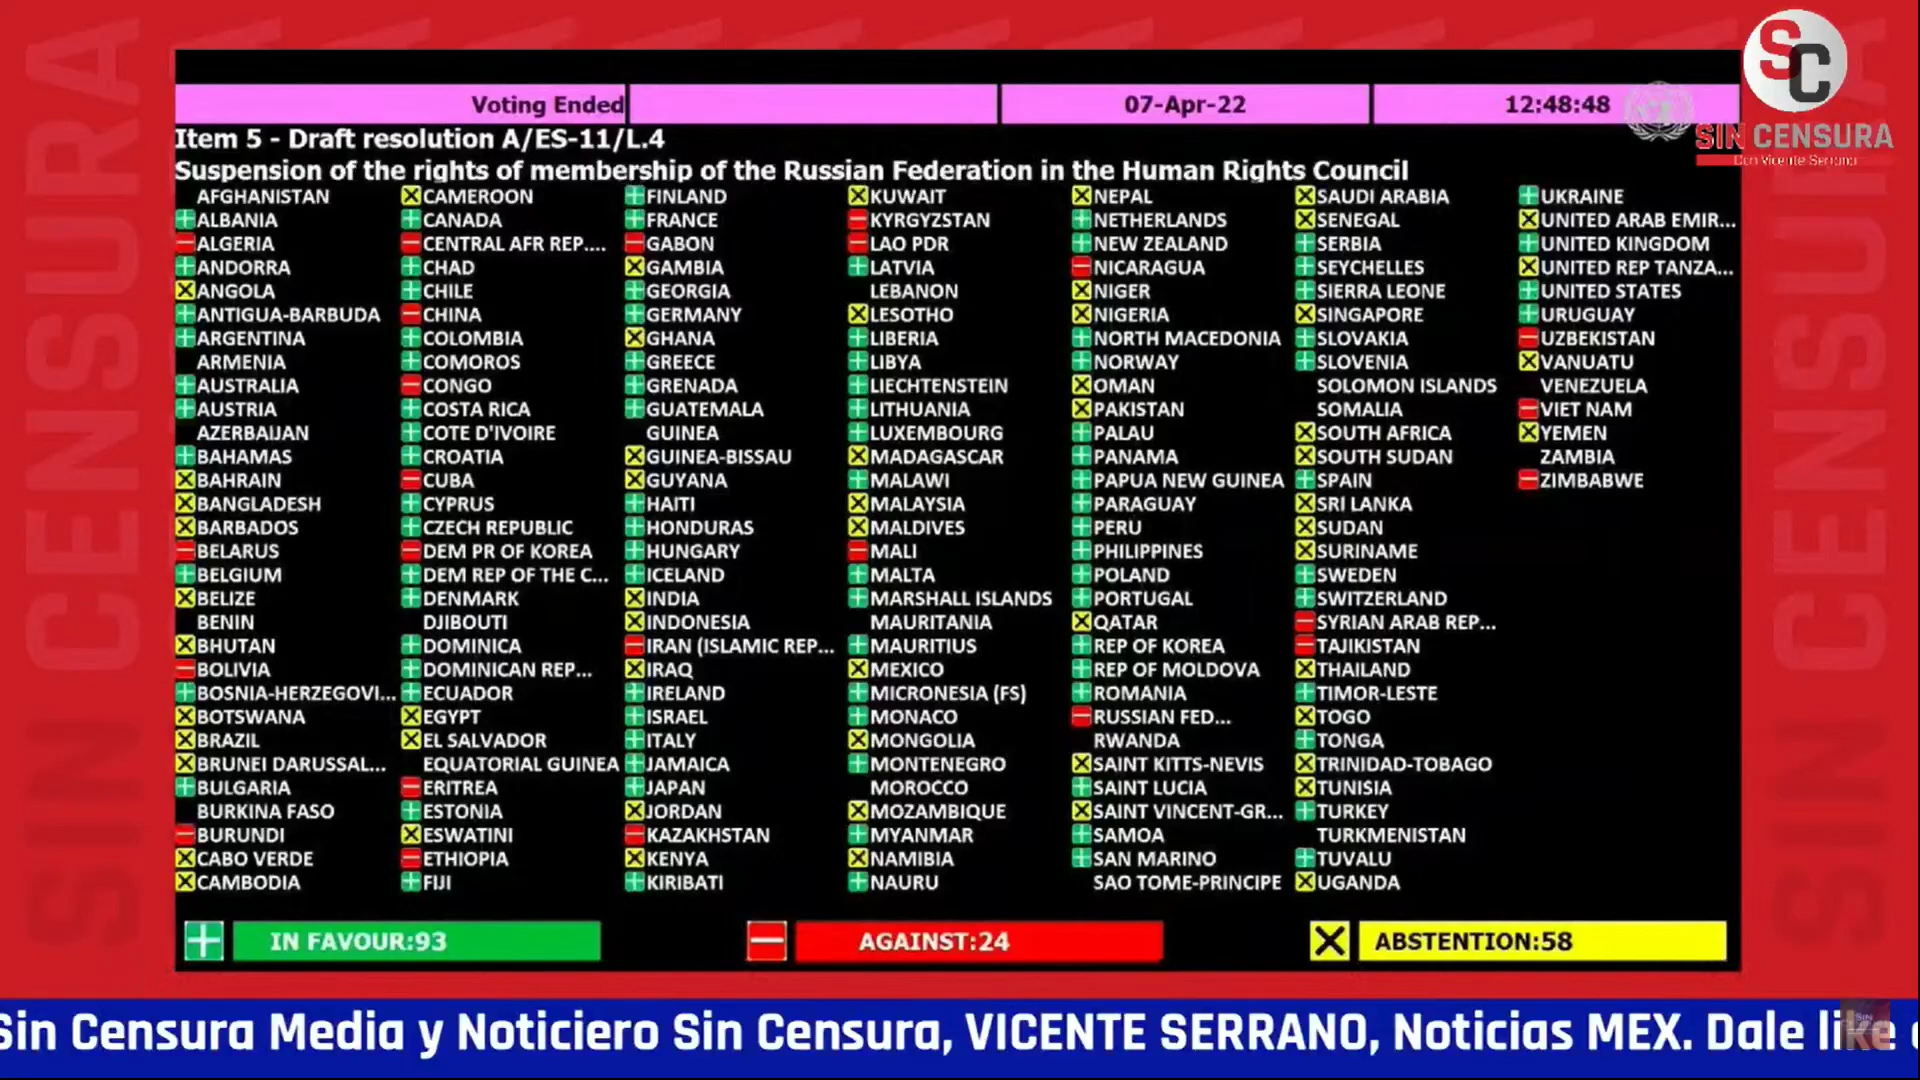 Voting Ended 07-Apr-22 12:48:48
Item 5 - Draft resolution A/ES-11/L.4
Suspension of the rights of membership of the Russian Federation in the Human Rights Council
AFGHANISTAN
ALBANIA
ALGERIA
ANDORRA
ANGOLA
ANTIGUA-BARBUDA
ARGENTINA
ARMENIA
AUSTRALIA
AUSTRIA
AZERBAIJAN
BAHAMAS
BAHRAIN
BANGLADESH
BARBADOS
BELARUS
BELGIUM
BELIZE
BENIN
BHUTAN
BOLIVIA
BOSNIA-HERZEGOVI...
BOTSWANA
BRAZIL
BRUNEI DARUSSAL...
BULGARIA
BURKINA FASO
BURUNDI
CABO VERDE
CAMBODIA
CAMEROON
CANADA
CENTRAL AFR REP....
CHAD
CHILE
CHINA
COLOMBIA
COMOROS
CONGO
COSTA RICA
COTE D'IVOIRE
CROATIA
CUBA
CYPRUS
CZECH REPUBLIC
DEM PR OF KOREA
DEM REP OF THE C...
DENMARK
DJIBOUTI
DOMINICA
DOMINICAN REP...
ECUADOR
EGYPT
EL SALVADOR
EQUATORIAL GUINEA
ERITREA
ESTONIA
ESWATINI
ETHIOPIA
FIJI
FINLAND
FRANCE
GABON
GAMBIA
GEORGIA
GERMANY
GHANA
GREECE
GRENADA
GUATEMALA
GUINEA
GUINEA-BISSAU
GUYANA
HAITI
HONDURAS
HUNGARY
ICELAND
INDIA
INDONESIA
IRAN (ISLAMIC REP...
IRAQ
IRELAND
ISRAEL
ITALY
JAMAICA
JAPAN
JORDAN
KAZAKHSTAN
KENYA
KIRIBATI
KUWAIT
KYRGYZSTAN
LAO PDR
LATVIA
LEBANON
LESOTHO
LIBERIA
LIBYA
LIECHTENSTEIN
LITHUANIA
LUXEMBOURG
MADAGASCAR
MALAWI
MALAYSIA
MALDIVES
MALI
MALTA
MARSHALL ISLANDS
MAURITANIA
MAURITIUS
MEXICO
MICRONESIA (FS)
MONACO
MONGOLIA
MONTENEGRO
MOROCCO
MOZAMBIQUE
MYANMAR
NAMIBIA
NAURU
NEPAL
NETHERLANDS
NEW ZEALAND
NICARAGUA
NIGER
NIGERIA
NORTH MACEDONIA
NORWAY
OMAN
PAKISTAN
PALAU
PANAMA
PAPUA NEW GUINEA
PARAGUAY
PERU
PHILIPPINES
POLAND
PORTUGAL
QATAR
REP OF KOREA
REP OF MOLDOVA
ROMANIA
RUSSIAN FED...
RWANDA
SAINT KITTS-NEVIS
SAINT LUCIA
SAINT VINCENT-GR...
SAMOA
SAN MARINO
SAO TOME-PRINCIPE
SAUDI ARABIA
SENEGAL
SERBIA
SEYCHELLES
SIERRA LEONE
SINGAPORE
SLOVAKIA
SLOVENIA
SOLOMON ISLANDS
SOMALIA
SOUTH AFRICA
SOUTH SUDAN
SPAIN
SRI LANKA
SUDAN
SURINAME
SWEDEN
SWITZERLAND
SYRIAN ARAB REP...
TAJIKISTAN
THAILAND
TIMOR-LESTE
TOGO
TONGA
TRINIDAD-TOBAGO
TUNISIA
TURKEY
TURKMENISTAN
TUVALU
UGANDA
UKRAINE
UNITED ARAB EMIR...
UNITED KINGDOM
UNITED REP TANZA...
UNITED STATES
URUGUAY
UZBEKISTAN
VANUATU
VENEZUELA
VIET NAM
YEMEN
ZAMBIA
ZIMBABWE
IN FAVOUR:93 AGAINST:24 ABSTENTION:58
SC
SIN CENSURA
Con Vicente Serrano
SIN CENSURA
SIN CENSURA
Sin Censura Media y Noticiero Sin Censura, VICENTE SERRANO, Noticias MEX. Dale like